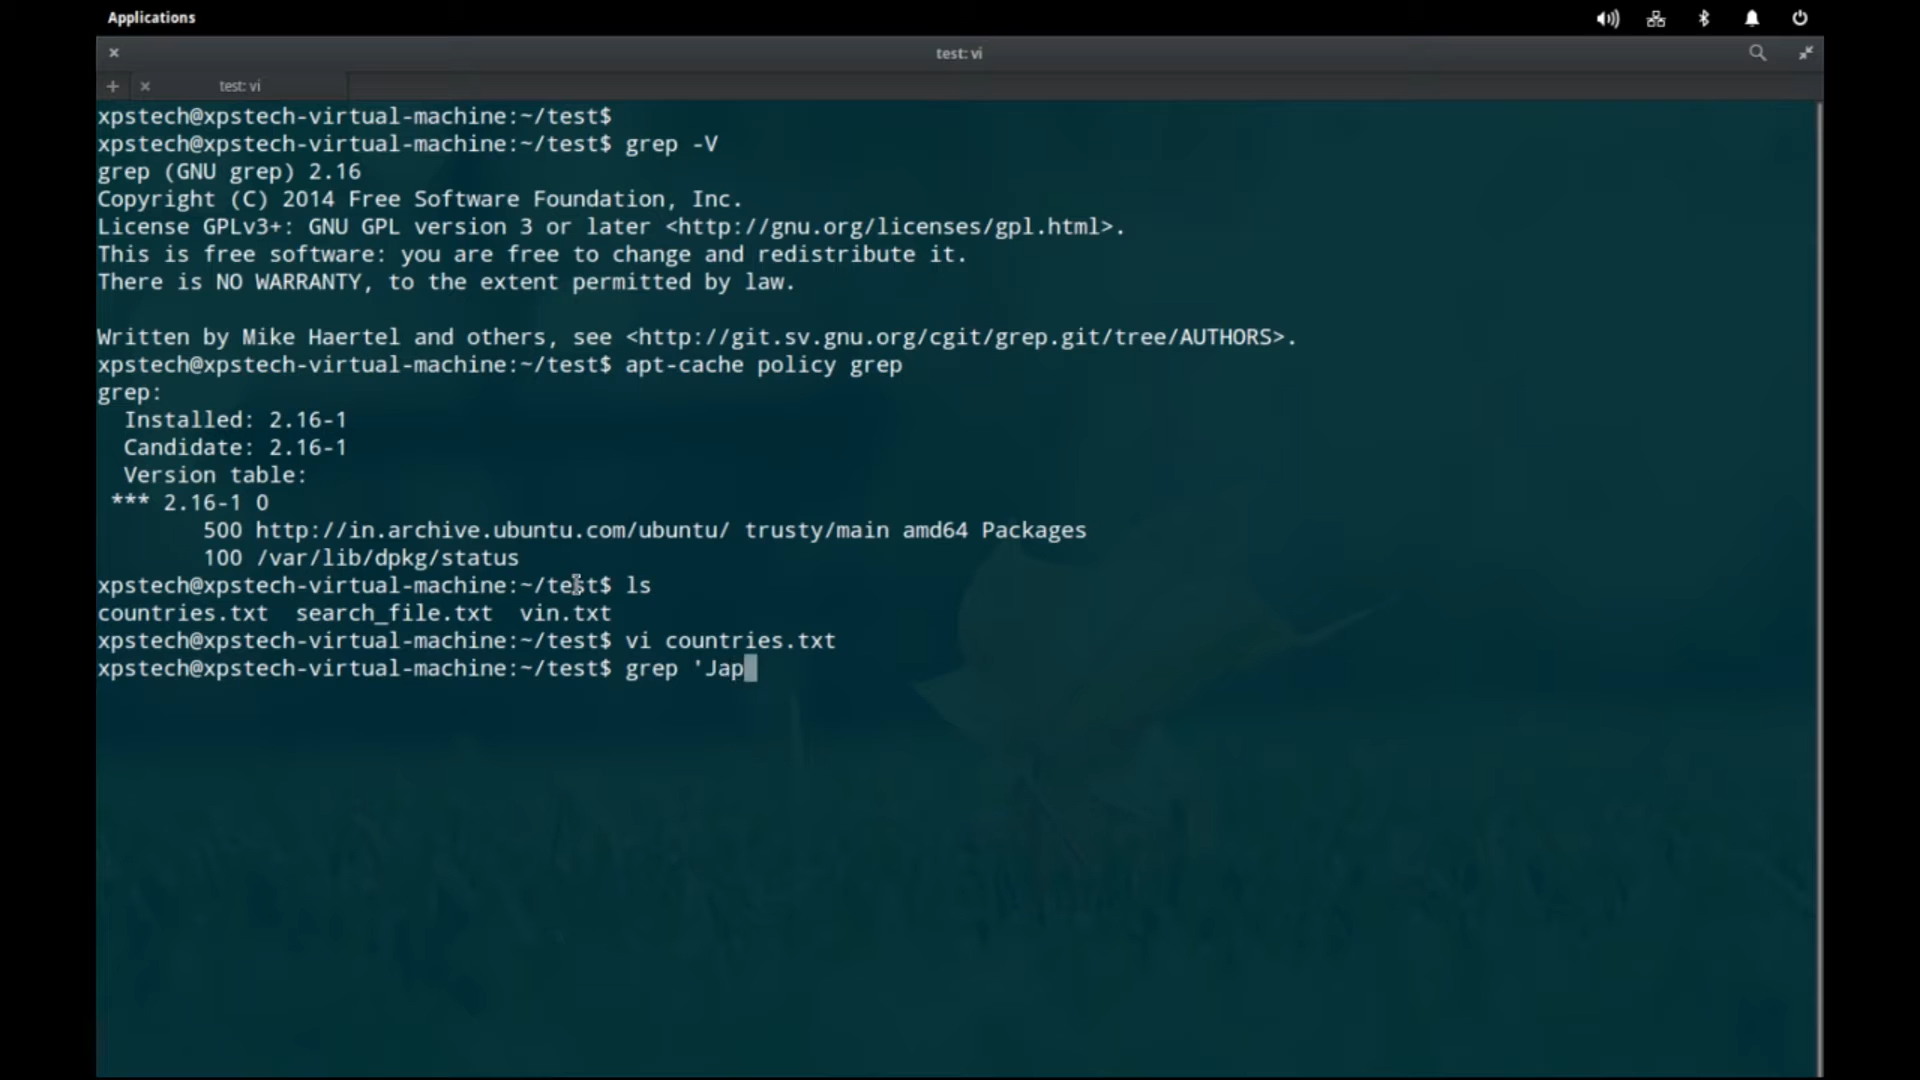 Applications
test: vi
test: vi
xpstech@xpstech-virtual-machine:~/test$
xpstech@xpstech-virtual-machine:~/test$ grep -V
grep (GNU grep) 2.16
Copyright (C) 2014 Free Software Foundation, Inc.
License GPLv3+: GNU GPL version 3 or later <http://gnu.org/licenses/gpl.html>.
This is free software: you are free to change and redistribute it.
There is NO WARRANTY, to the extent permitted by law.
Written by Mike Haertel and others, see <http://git.sv.gnu.org/cgit/grep.git/tree/AUTHORS>.
xpstech@xpstech-virtual-machine:~/test$ apt-cache policy grep
grep:
  Installed: 2.16-1
  Candidate: 2.16-1
  Version table:
 *** 2.16-1 0
        500 http://in.archive.ubuntu.com/ubuntu/ trusty/main amd64 Packages
        100 /var/lib/dpkg/status
xpstech@xpstech-virtual-machine:~/test$ ls
countries.txt  search_file.txt  vin.txt
xpstech@xpstech-virtual-machine:~/test$ vi countries.txt
xpstech@xpstech-virtual-machine:~/test$ grep 'Jap